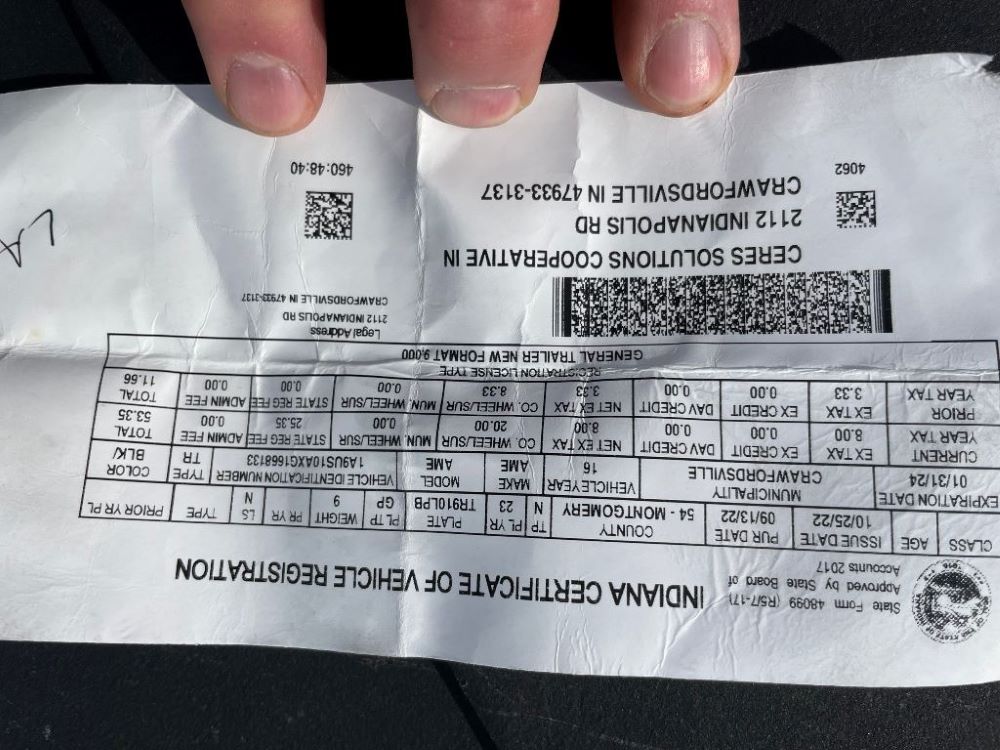 State Form 48099 (R5/7-17)
Approved by State Board of
Accounts 2017
INDIANA CERTIFICATE OF VEHICLE REGISTRATION
CLASS AGE ISSUE DATE PUR DATE COUNTY TP PL YR PLATE PL TP WEIGHT PR YR LS TYPE PRIOR YR PL
10/25/22 09/13/22 54 - MONTGOMERY N 23 TR910LPB GP 9 N
EXPIRATION DATE MUNICIPALITY VEHICLE YEAR MAKE MODEL VEHICLE IDENTIFICATION NUMBER TYPE COLOR
01/31/24 CRAWFORDSVILLE 16 AME AME 1A9US10AXG1668133 TR BLK/
CURRENT EX TAX EX CREDIT DAV CREDIT NET EX TAX CO. WHEEL/SUR MUN. WHEEL/SUR STATE REG FEE ADMIN FEE TOTAL
YEAR TAX 8.00 0.00 0.00 8.00 20.00 0.00 25.35 0.00 53.35
PRIOR EX TAX EX CREDIT DAV CREDIT NET EX TAX CO. WHEEL/SUR MUN. WHEEL/SUR STATE REG FEE ADMIN FEE TOTAL
YEAR TAX 3.33 0.00 0.00 3.33 8.33 0.00 0.00 0.00 11.66
REGISTRATION LICENSE TYPE
GENERAL TRAILER NEW FORMAT 9,000
Legal Address
2112 INDIANAPOLIS RD
CRAWFORDSVILLE IN 47933-3137
CERES SOLUTIONS COOPERATIVE IN
2112 INDIANAPOLIS RD
CRAWFORDSVILLE IN 47933-3137
4062
460:48:40